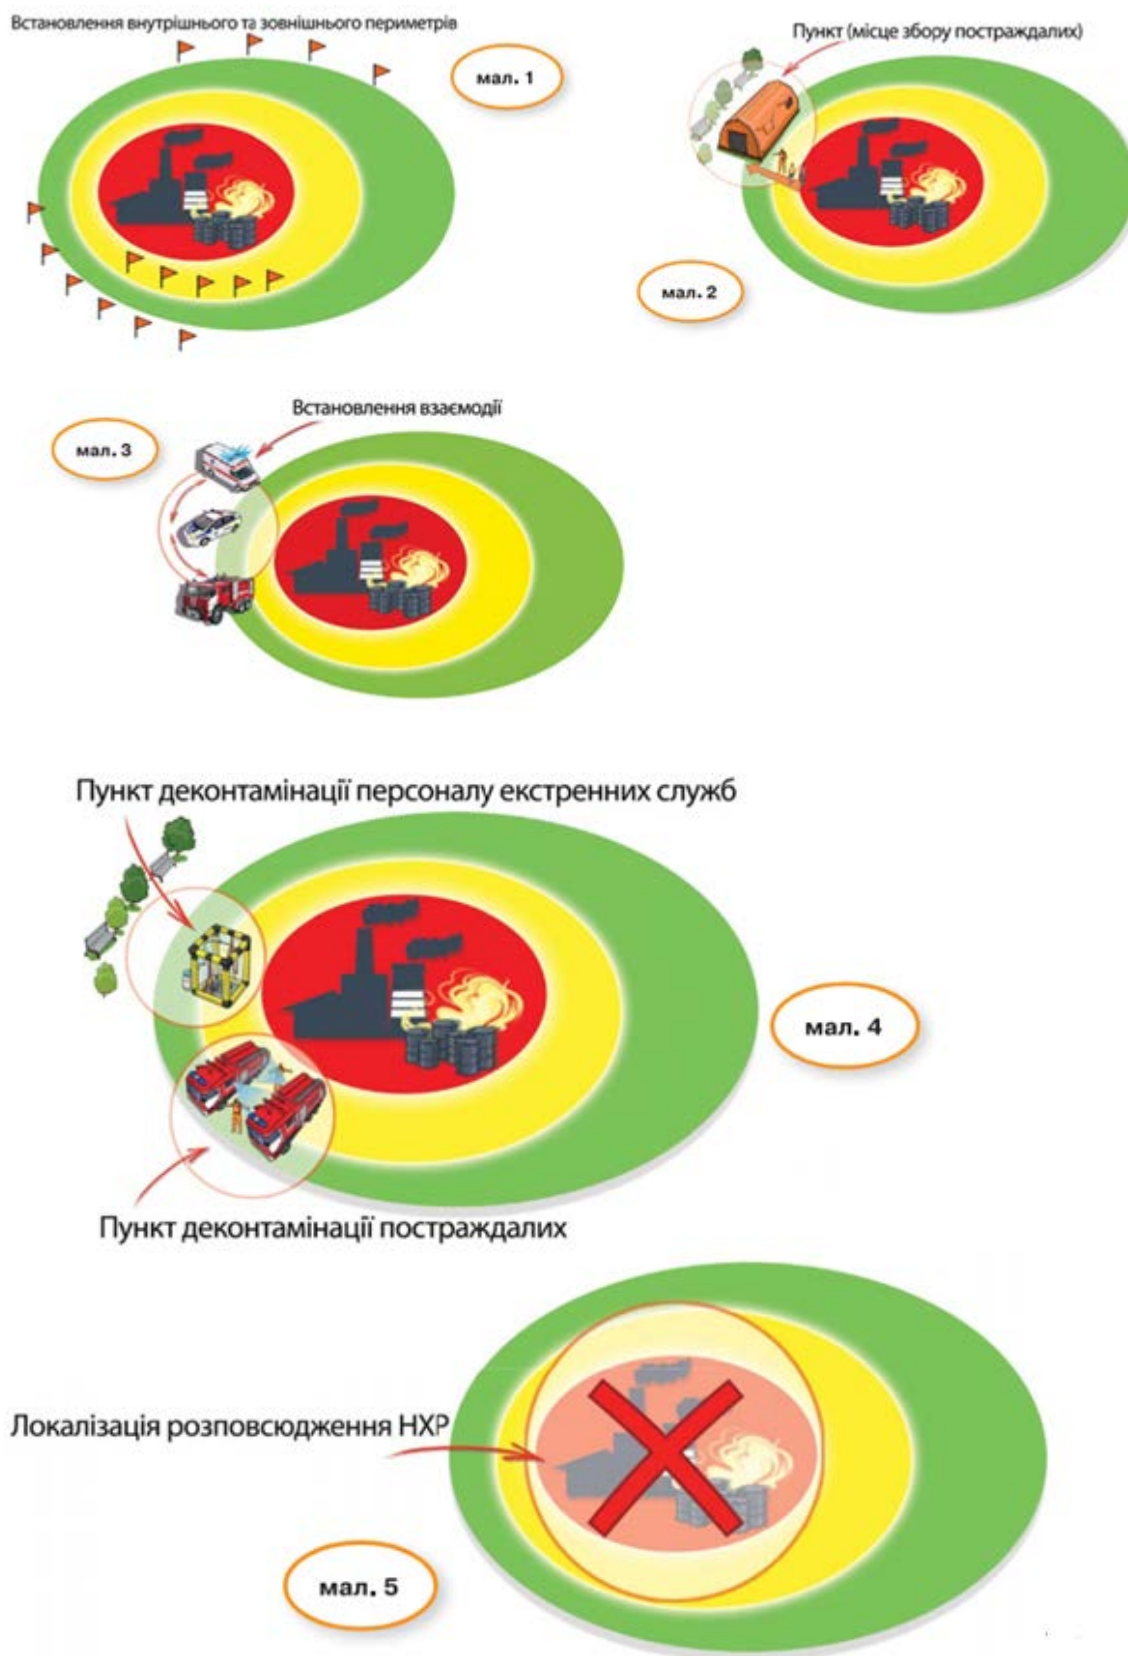 Встановлення внутрішнього та зовнішнього периметрів
мал. 1
Пункт (місце збору постраждалих)
мал. 2
Встановлення взаємодії
мал. 3
Пункт деконтамінації персоналу екстренних служб
мал. 4
Пункт деконтамінації постраждалих
Локалізація розповсюдження НХР
мал. 5